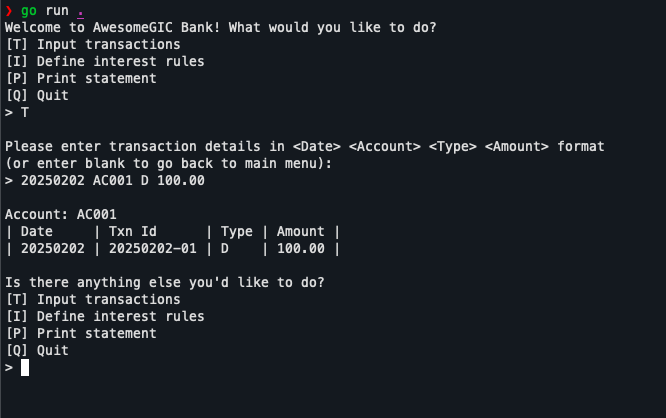 ❯ go run .
Welcome to AwesomeGIC Bank! What would you like to do?
[T] Input transactions
[I] Define interest rules
[P] Print statement
[Q] Quit
> T
Please enter transaction details in <Date> <Account> <Type> <Amount> format
(or enter blank to go back to main menu):
> 20250202 AC001 D 100.00
Account: AC001
| Date     | Txn Id      | Type | Amount |
| 20250202 | 20250202-01 | D    | 100.00 |
Is there anything else you'd like to do?
[T] Input transactions
[I] Define interest rules
[P] Print statement
[Q] Quit
>